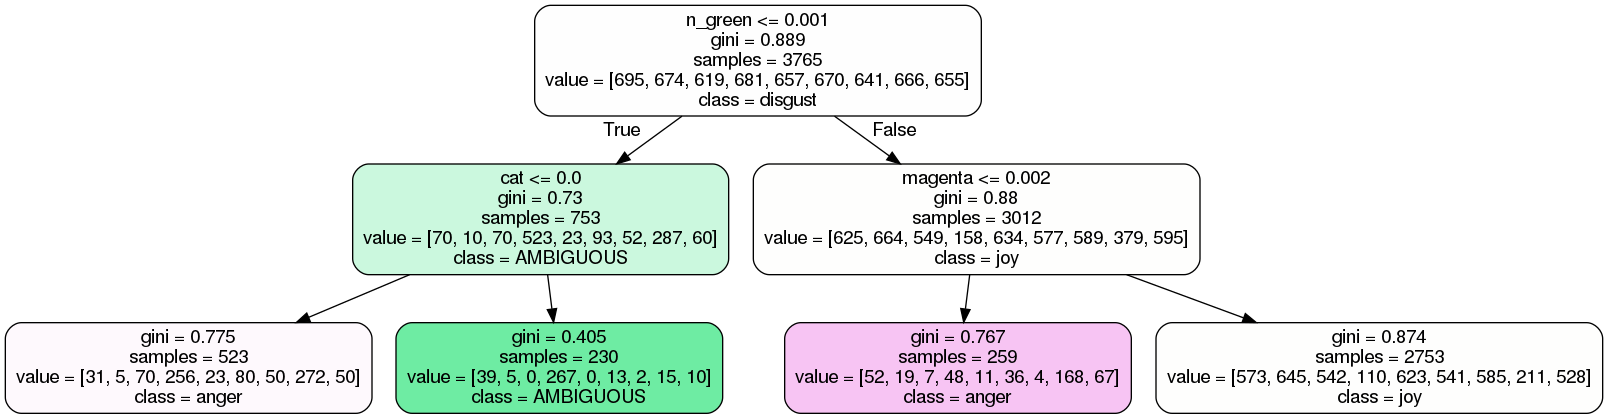 n_green <= 0.001
gini = 0.889
samples = 3765
value = [695, 674, 619, 681, 657, 670, 641, 666, 655]
class = disgust
True
False
cat <= 0.0
gini = 0.73
samples = 753
value = [70, 10, 70, 523, 23, 93, 52, 287, 60]
class = AMBIGUOUS
magenta <= 0.002
gini = 0.88
samples = 3012
value = [625, 664, 549, 158, 634, 577, 589, 379, 595]
class = joy
gini = 0.775
samples = 523
value = [31, 5, 70, 256, 23, 80, 50, 272, 50]
class = anger
gini = 0.405
samples = 230
value = [39, 5, 0, 267, 0, 13, 2, 15, 10]
class = AMBIGUOUS
gini = 0.767
samples = 259
value = [52, 19, 7, 48, 11, 36, 4, 168, 67]
class = anger
gini = 0.874
samples = 2753
value = [573, 645, 542, 110, 623, 541, 585, 211, 528]
class = joy